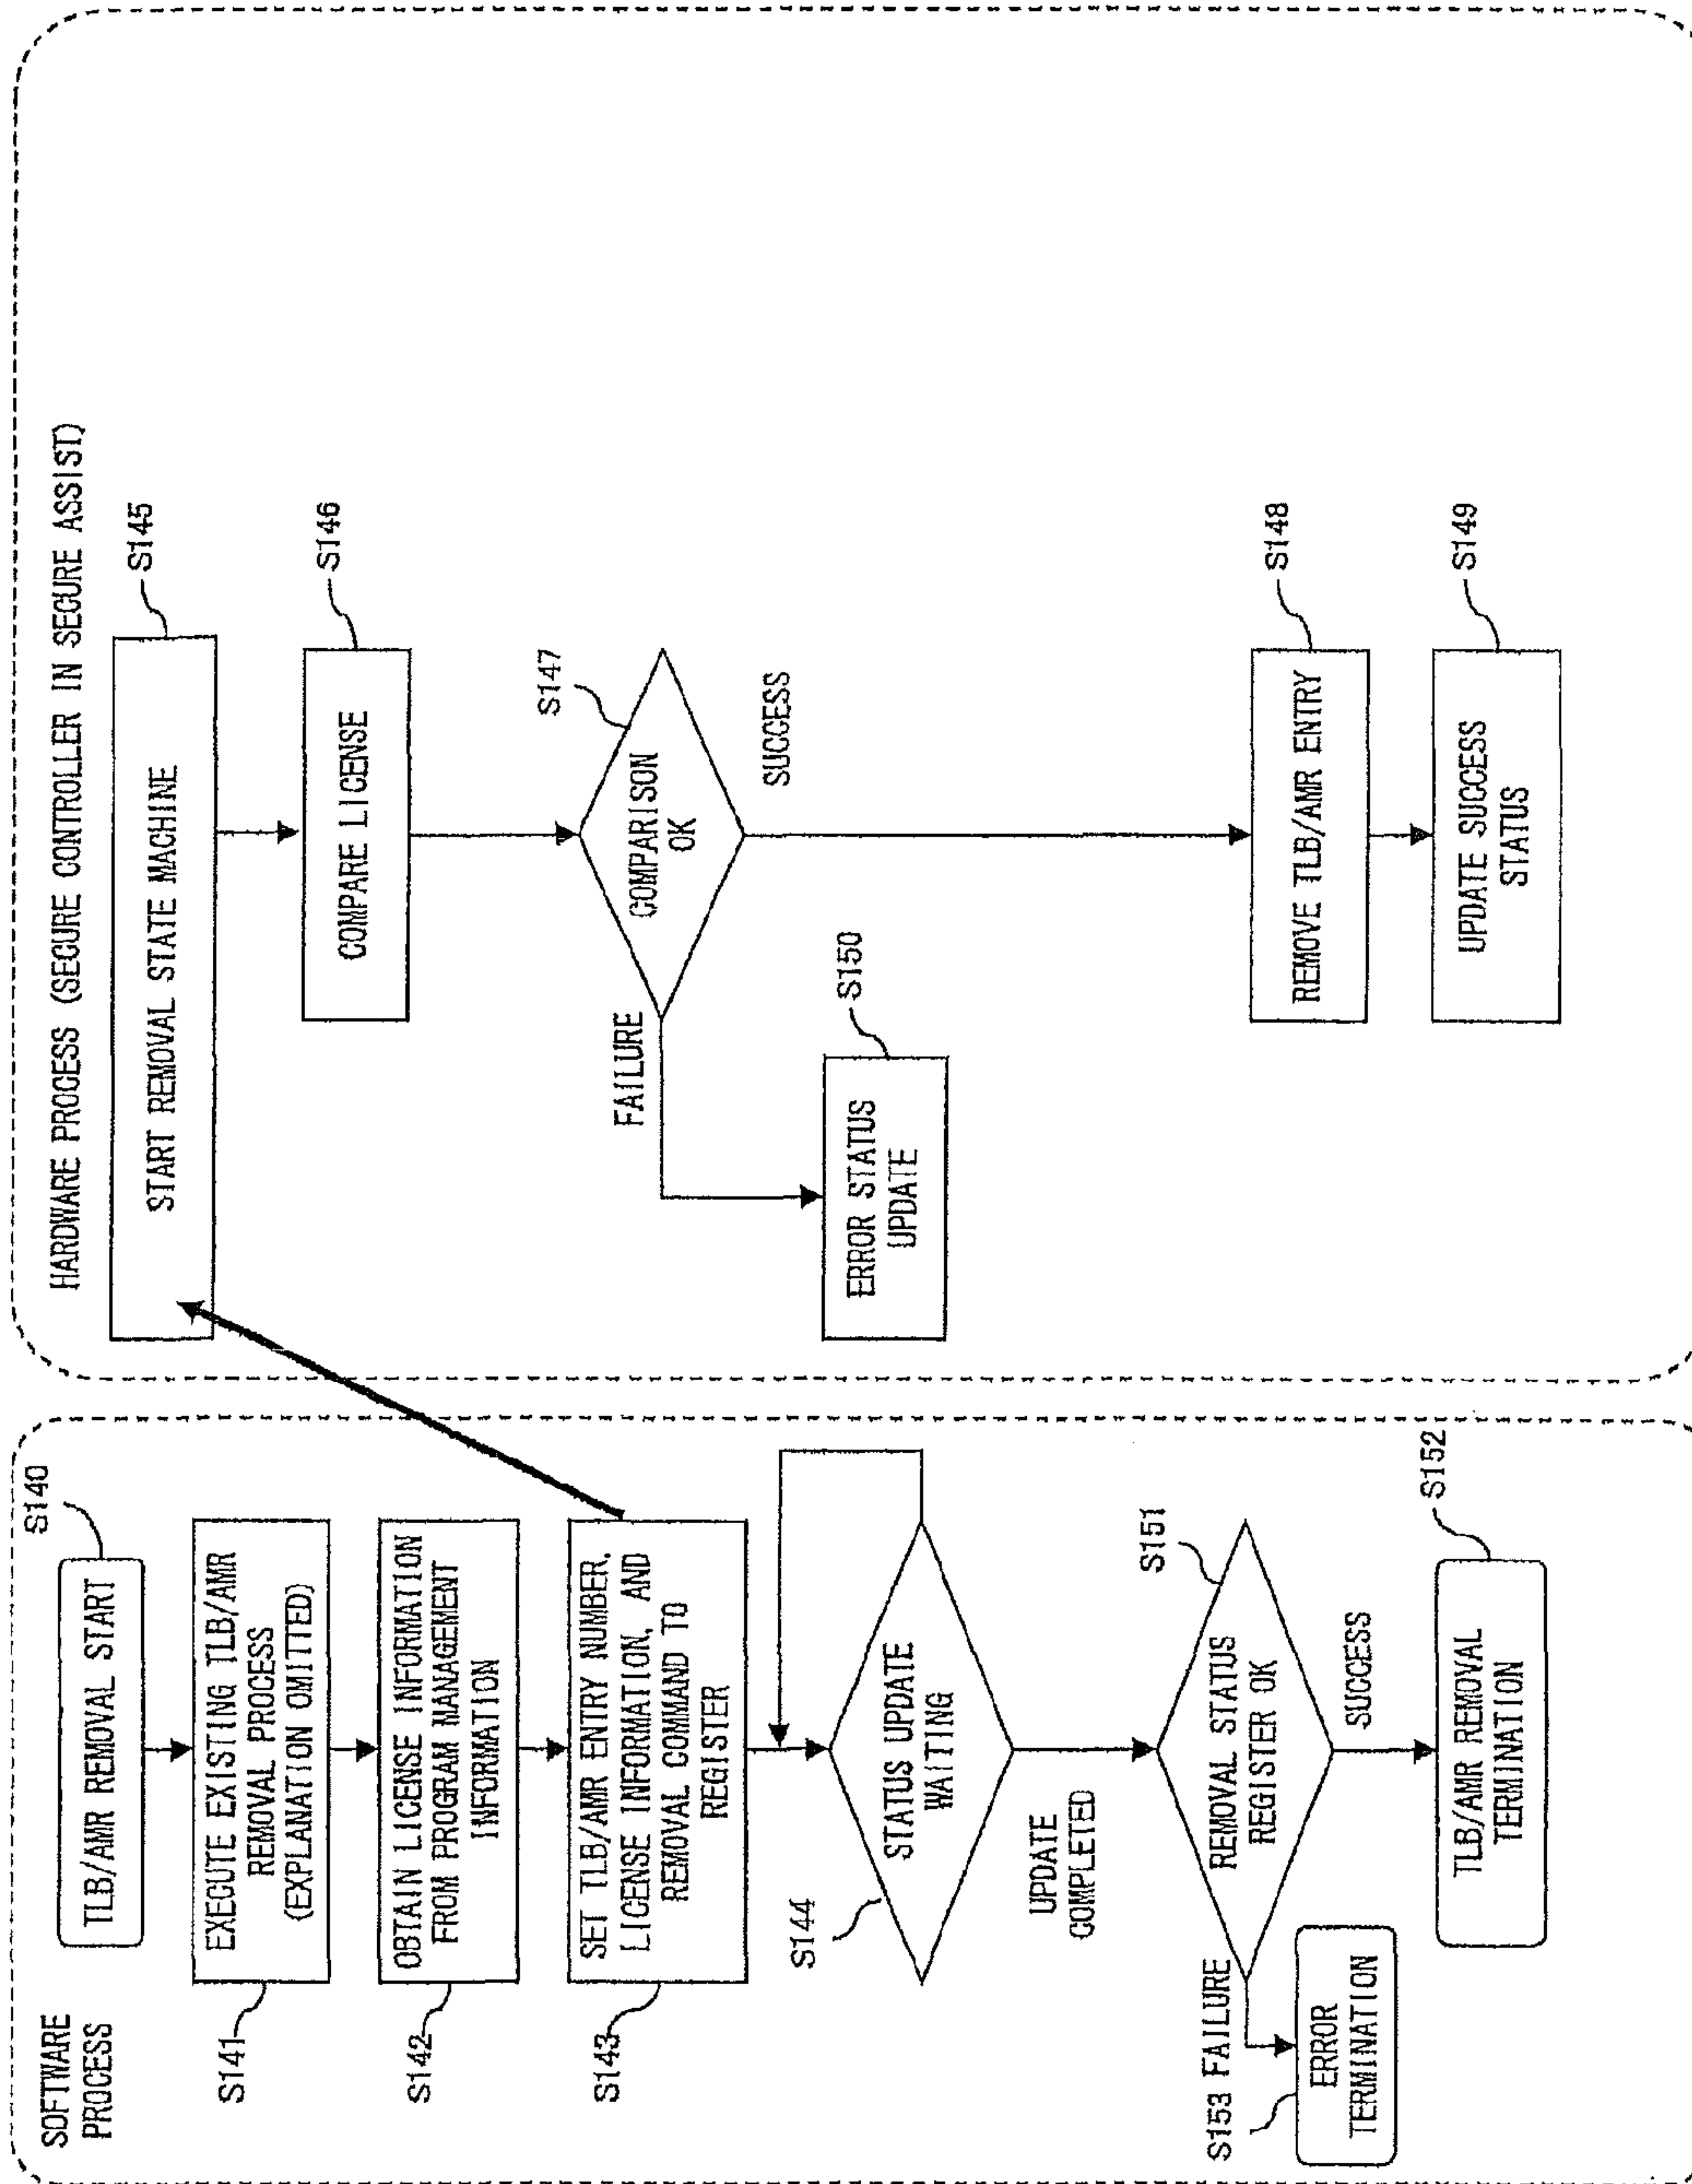 SOFTWARE
PROCESS
S140
TLB/AMR REMOVAL START
S141
EXECUTE EXISTING TLB/AMR
REMOVAL PROCESS
(EXPLANATION OMITTED)
S142
OBTAIN LICENSE INFORMATION
FROM PROGRAM MANAGEMENT
INFORMATION
S143
SET TLB/AMR ENTRY NUMBER,
LICENSE INFORMATION, AND
REMOVAL COMMAND TO
REGISTER
S144
STATUS UPDATE
WAITING
UPDATE
COMPLETED
S151
REMOVAL STATUS
REGISTER OK
S153 FAILURE
ERROR
TERMINATION
SUCCESS
S152
TLB/AMR REMOVAL
TERMINATION
HARDWARE PROCESS (SECURE CONTROLLER IN SECURE ASSIST)
S145
START REMOVAL STATE MACHINE
S146
COMPARE LICENSE
S147
COMPARISON
OK
FAILURE
SUCCESS
S150
ERROR STATUS
UPDATE
S148
REMOVE TLB/AMR ENTRY
S149
UPDATE SUCCESS
STATUS